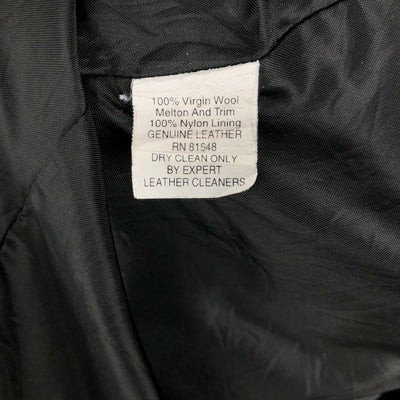 100% Virgin Wool
Melton And Trim
100% Nylon Lining
GENUINE LEATHER
RN 81648
DRY CLEAN ONLY
BY EXPERT
LEATHER CLEANERS